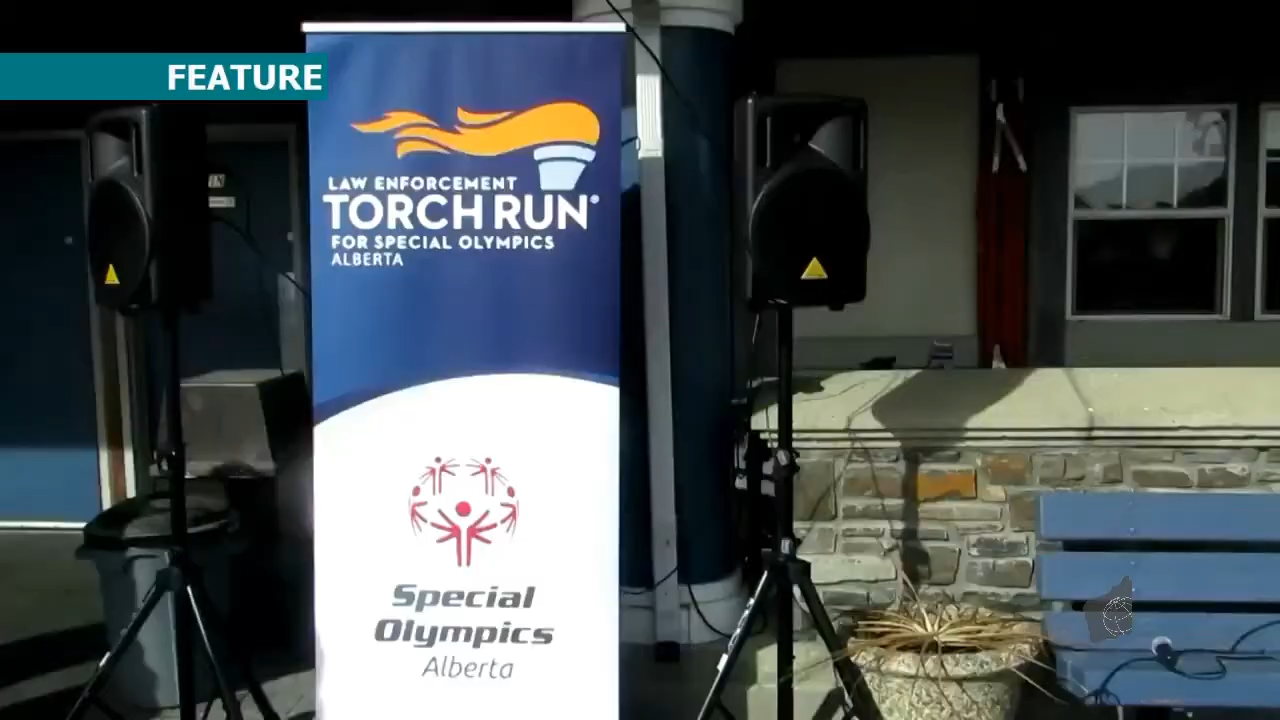 FEATURE
LAW ENFORCEMENT
TORCH RUN®
FOR SPECIAL OLYMPICS
ALBERTA
Special
Olympics
Alberta